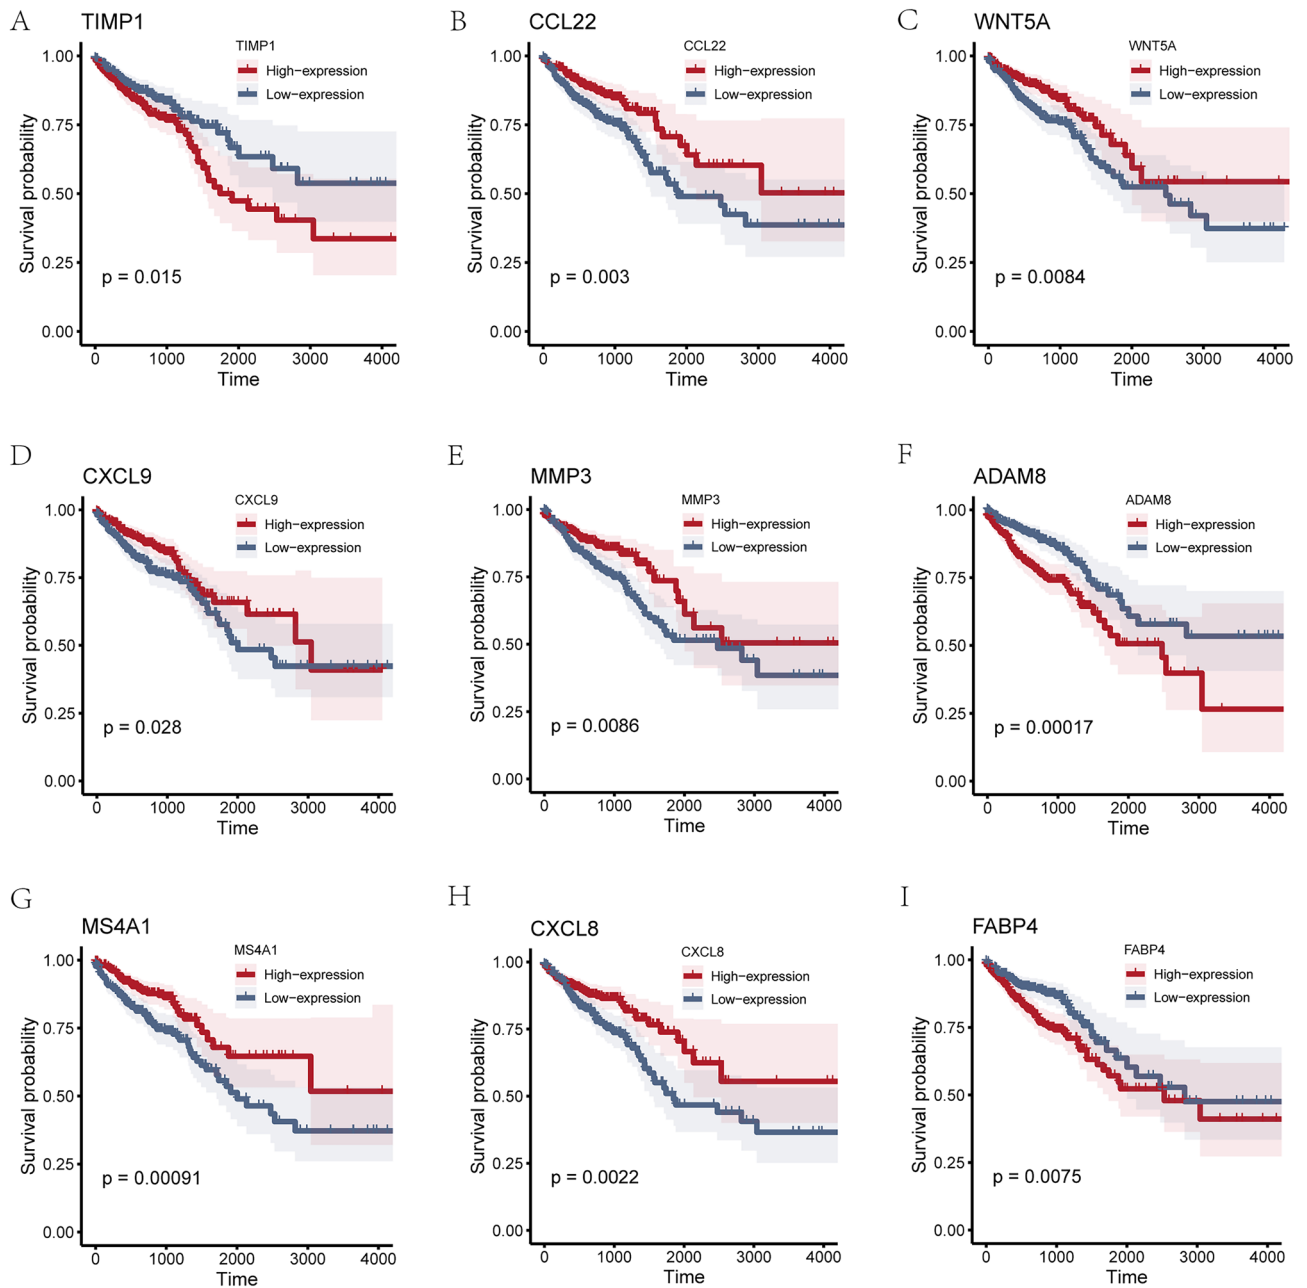 A
TIMP1
TIMP1
High-expression
Low-expression
Survival probability
1.00
0.75
0.50
0.25
0.00
p = 0.015
0 1000 2000 3000 4000
Time
B
CCL22
CCL22
High-expression
Low-expression
Survival probability
1.00
0.75
0.50
0.25
0.00
p = 0.003
0 1000 2000 3000 4000
Time
C
WNT5A
WNT5A
High-expression
Low-expression
Survival probability
1.00
0.75
0.50
0.25
0.00
p = 0.0084
0 1000 2000 3000 4000
Time
D
CXCL9
CXCL9
High-expression
Low-expression
Survival probability
1.00
0.75
0.50
0.25
0.00
p = 0.028
0 1000 2000 3000 4000
Time
E
MMP3
MMP3
High-expression
Low-expression
Survival probability
1.00
0.75
0.50
0.25
0.00
p = 0.0086
0 1000 2000 3000 4000
Time
F
ADAM8
ADAM8
High-expression
Low-expression
Survival probability
1.00
0.75
0.50
0.25
0.00
p = 0.00017
0 1000 2000 3000 4000
Time
G
MS4A1
MS4A1
High-expression
Low-expression
Survival probability
1.00
0.75
0.50
0.25
0.00
p = 0.00091
0 1000 2000 3000 4000
Time
H
CXCL8
CXCL8
High-expression
Low-expression
Survival probability
1.00
0.75
0.50
0.25
0.00
p = 0.0022
0 1000 2000 3000 4000
Time
I
FABP4
FABP4
High-expression
Low-expression
Survival probability
1.00
0.75
0.50
0.25
0.00
p = 0.0075
0 1000 2000 3000 4000
Time